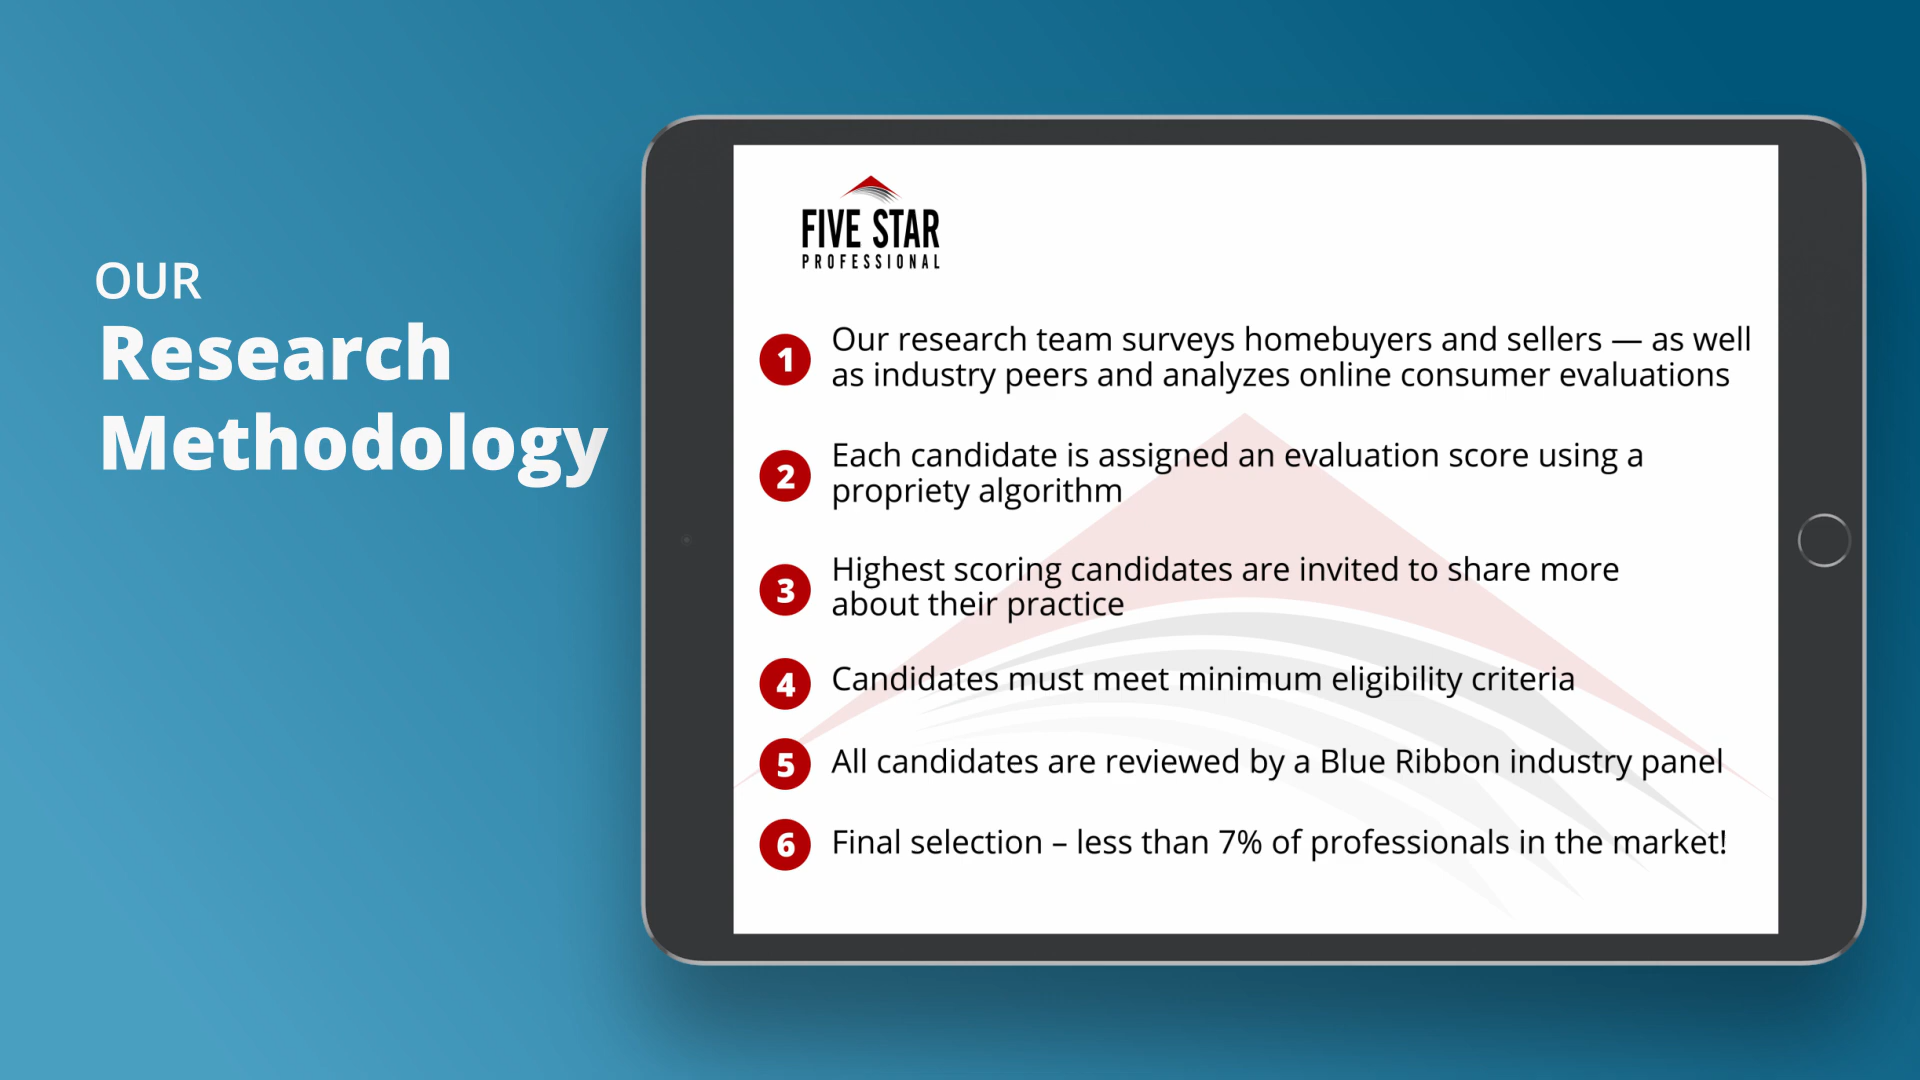 OUR
Research
Methodology
FIVE STAR
PROFESSIONAL
1 Our research team surveys homebuyers and sellers — as well
as industry peers and analyzes online consumer evaluations
2 Each candidate is assigned an evaluation score using a
propriety algorithm
3 Highest scoring candidates are invited to share more
about their practice
4 Candidates must meet minimum eligibility criteria
5 All candidates are reviewed by a Blue Ribbon industry panel
6 Final selection – less than 7% of professionals in the market!